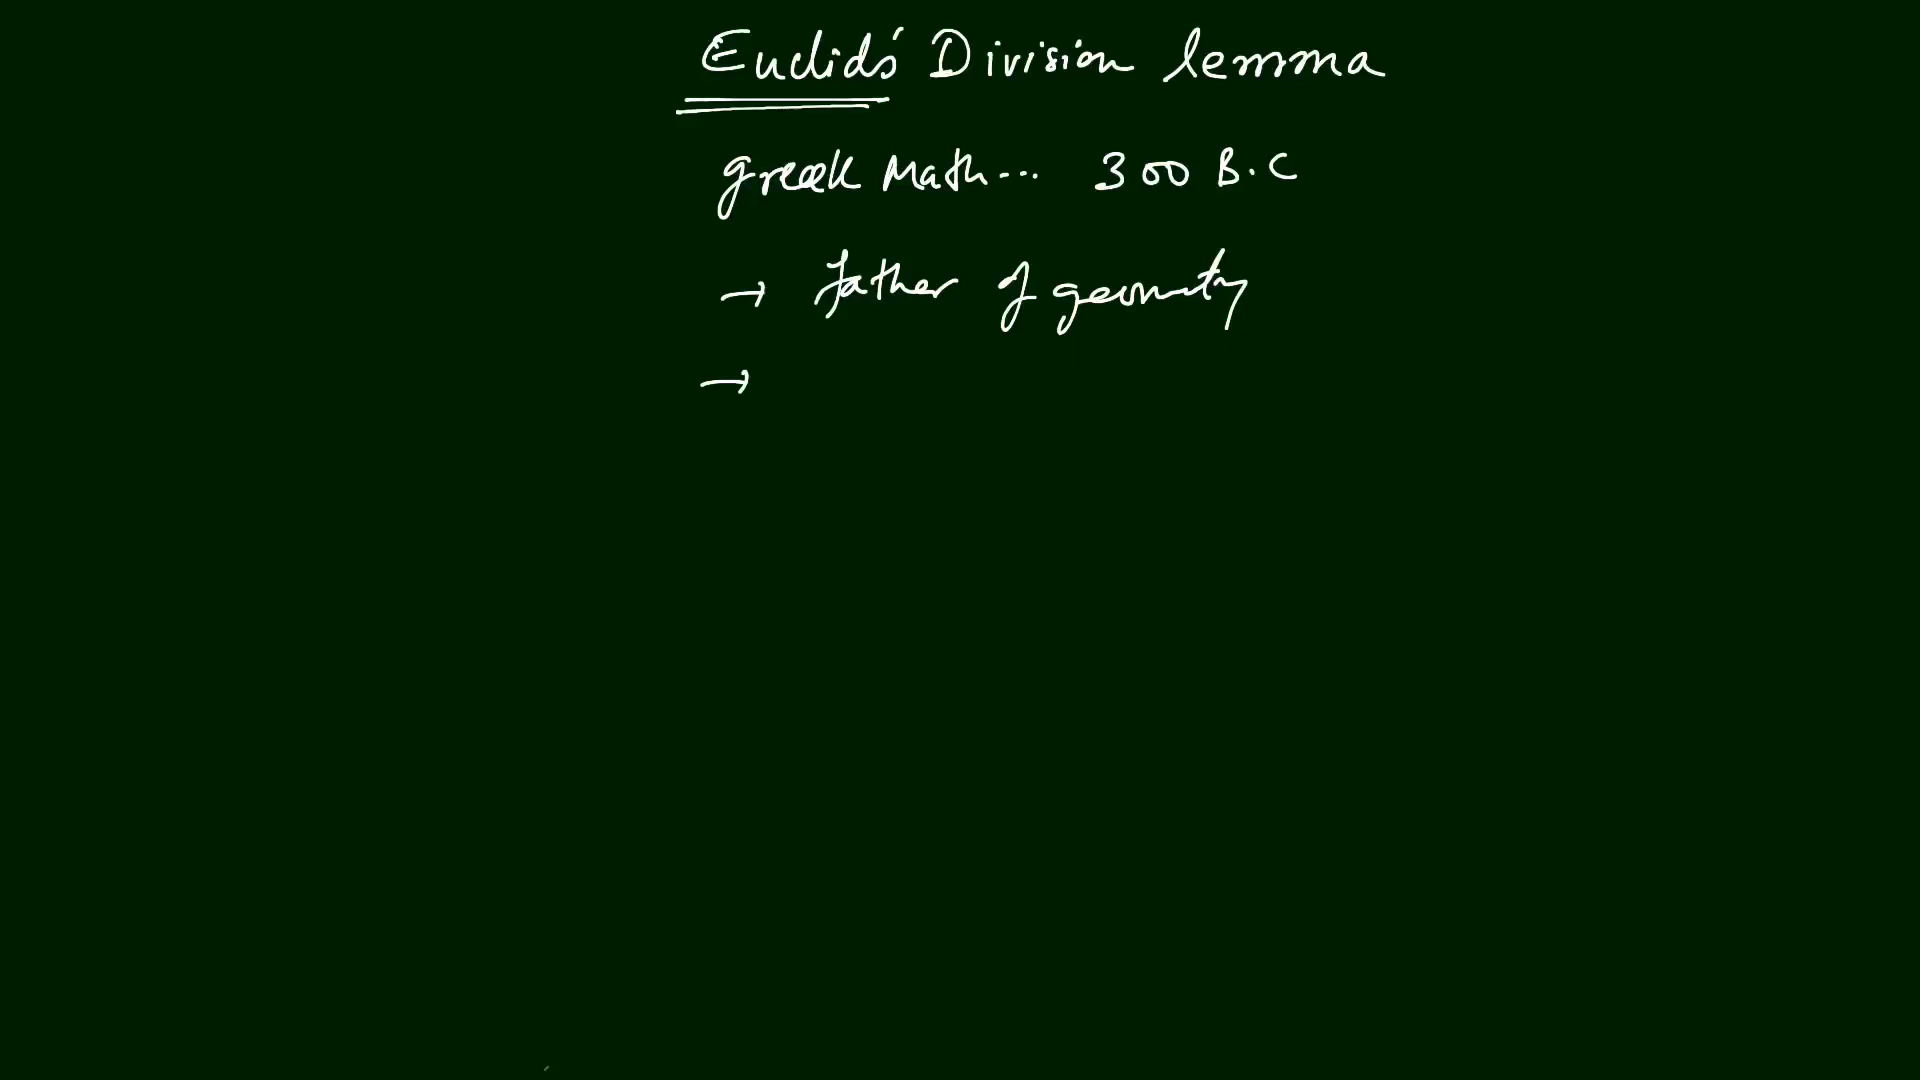 Euclid's Division lemma
greek Math... 300 B.C
→ father of geometry
→